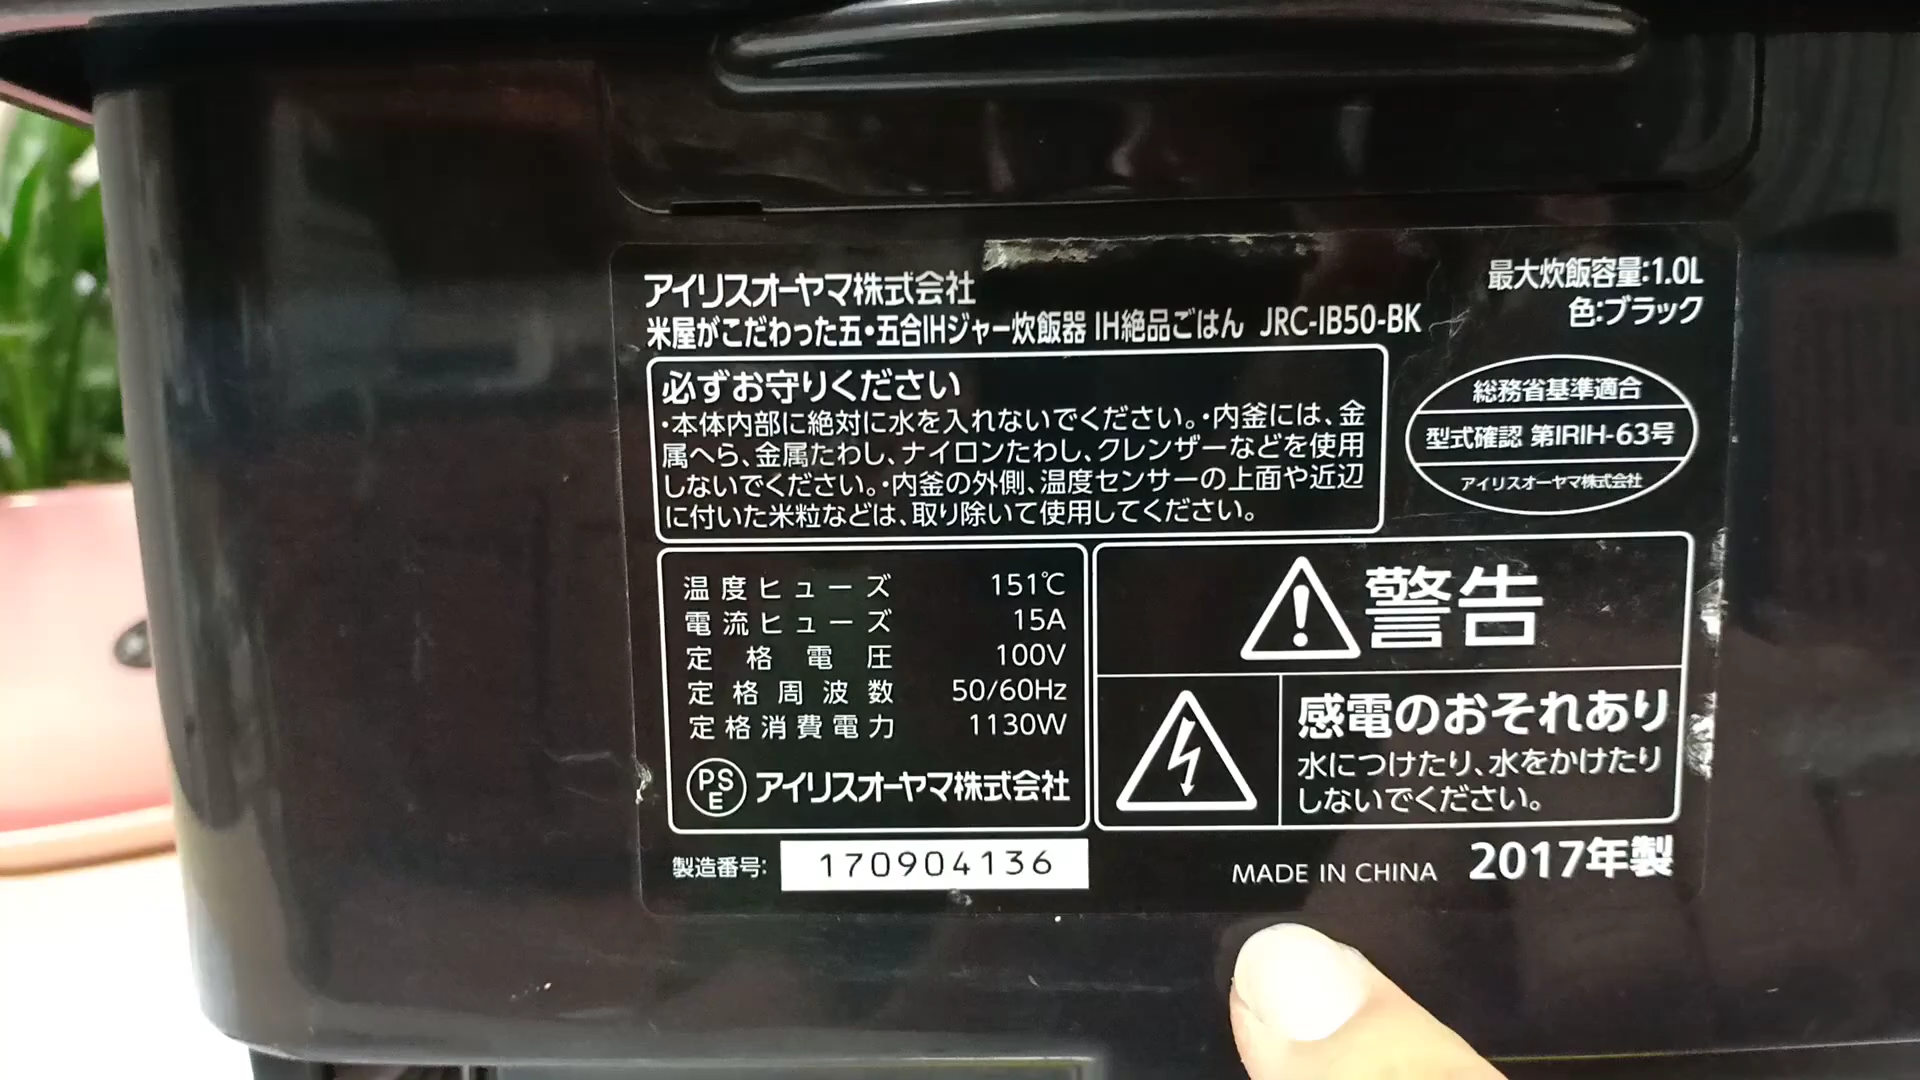 アイリスオーヤマ株式会社
米屋がこだわった五・五合IHジャー炊飯器 IH絶品ごはん JRC-IB50-BK
最大炊飯容量:1.0L
色:ブラック
必ずお守りください
・本体内部に絶対に水を入れないでください。・内釜には、金
属へら、金属たわし、ナイロンたわし、クレンザーなどを使用
しないでください。・内釜の外側、温度センサーの上面や近辺
に付いた米粒などは、取り除いて使用してください。
総務省基準適合
型式確認 第IRIH-63号
アイリスオーヤマ株式会社
温度ヒューズ 151℃
電流ヒューズ 15A
定格電圧 100V
定格周波数 50/60Hz
定格消費電力 1130W
PSE アイリスオーヤマ株式会社
警告
感電のおそれあり
水につけたり、水をかけたり
しないでください。
製造番号: 170904136
MADE IN CHINA 2017年製